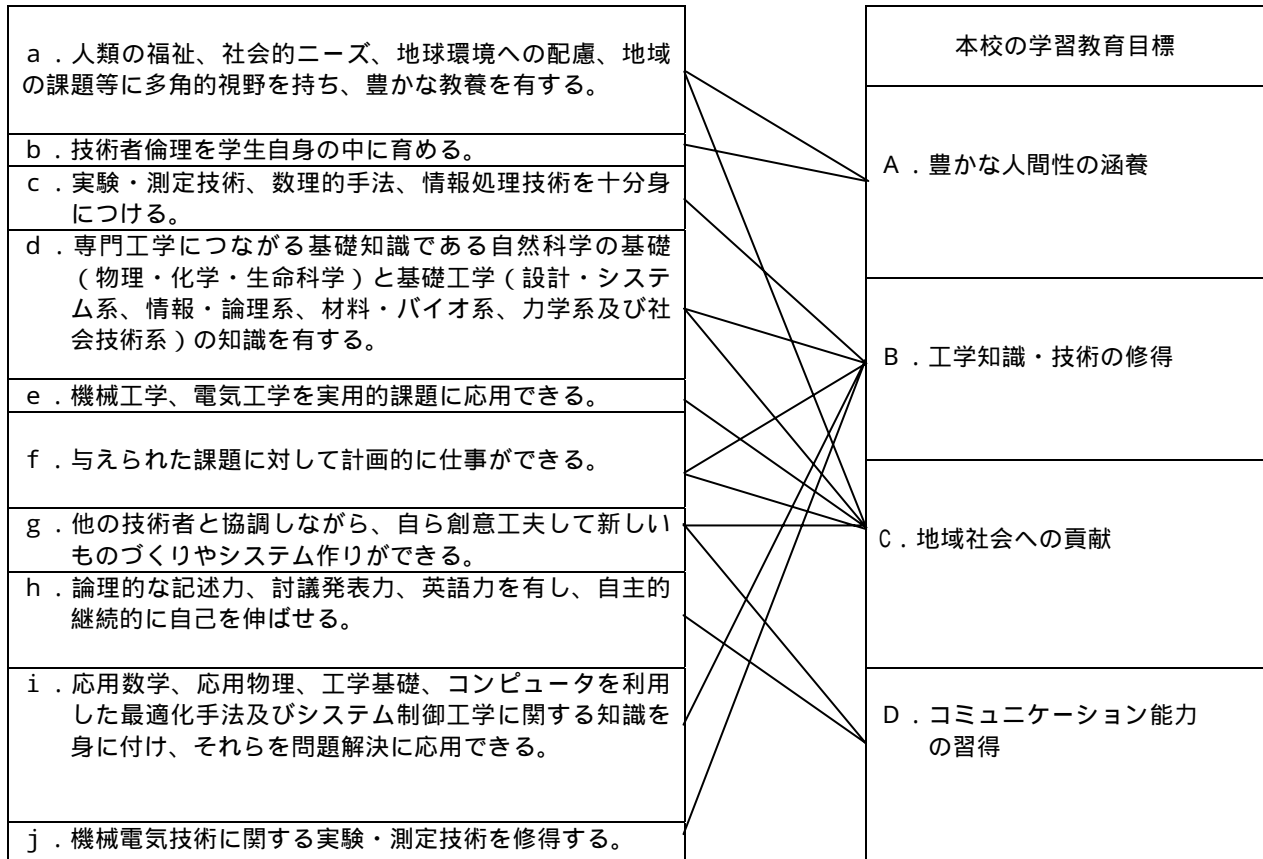 a．人類の福祉、社会的ニーズ、地球環境への配慮、地域
の課題等に多角的視野を持ち、豊かな教養を有する。
b．技術者倫理を学生自身の中に育める。
c．実験・測定技術、数理的手法、情報処理技術を十分身
につける。
d．専門工学につながる基礎知識である自然科学の基礎
（物理・化学・生命科学）と基礎工学（設計・システ
ム系、情報・論理系、材料・バイオ系、力学系及び社
会技術系）の知識を有する。
e．機械工学、電気工学を実用的課題に応用できる。
f．与えられた課題に対して計画的に仕事ができる。
g．他の技術者と協調しながら、自ら創意工夫して新しい
ものづくりやシステム作りができる。
h．論理的な記述力、討議発表力、英語力を有し、自主的
継続的に自己を伸ばせる。
i．応用数学、応用物理、工学基礎、コンピュータを利用
した最適化手法及びシステム制御工学に関する知識を
身に付け、それらを問題解決に応用できる。
j．機械電気技術に関する実験・測定技術を修得する。
本校の学習教育目標
A．豊かな人間性の涵養
B．工学知識・技術の修得
C．地域社会への貢献
D．コミュニケーション能力
の習得